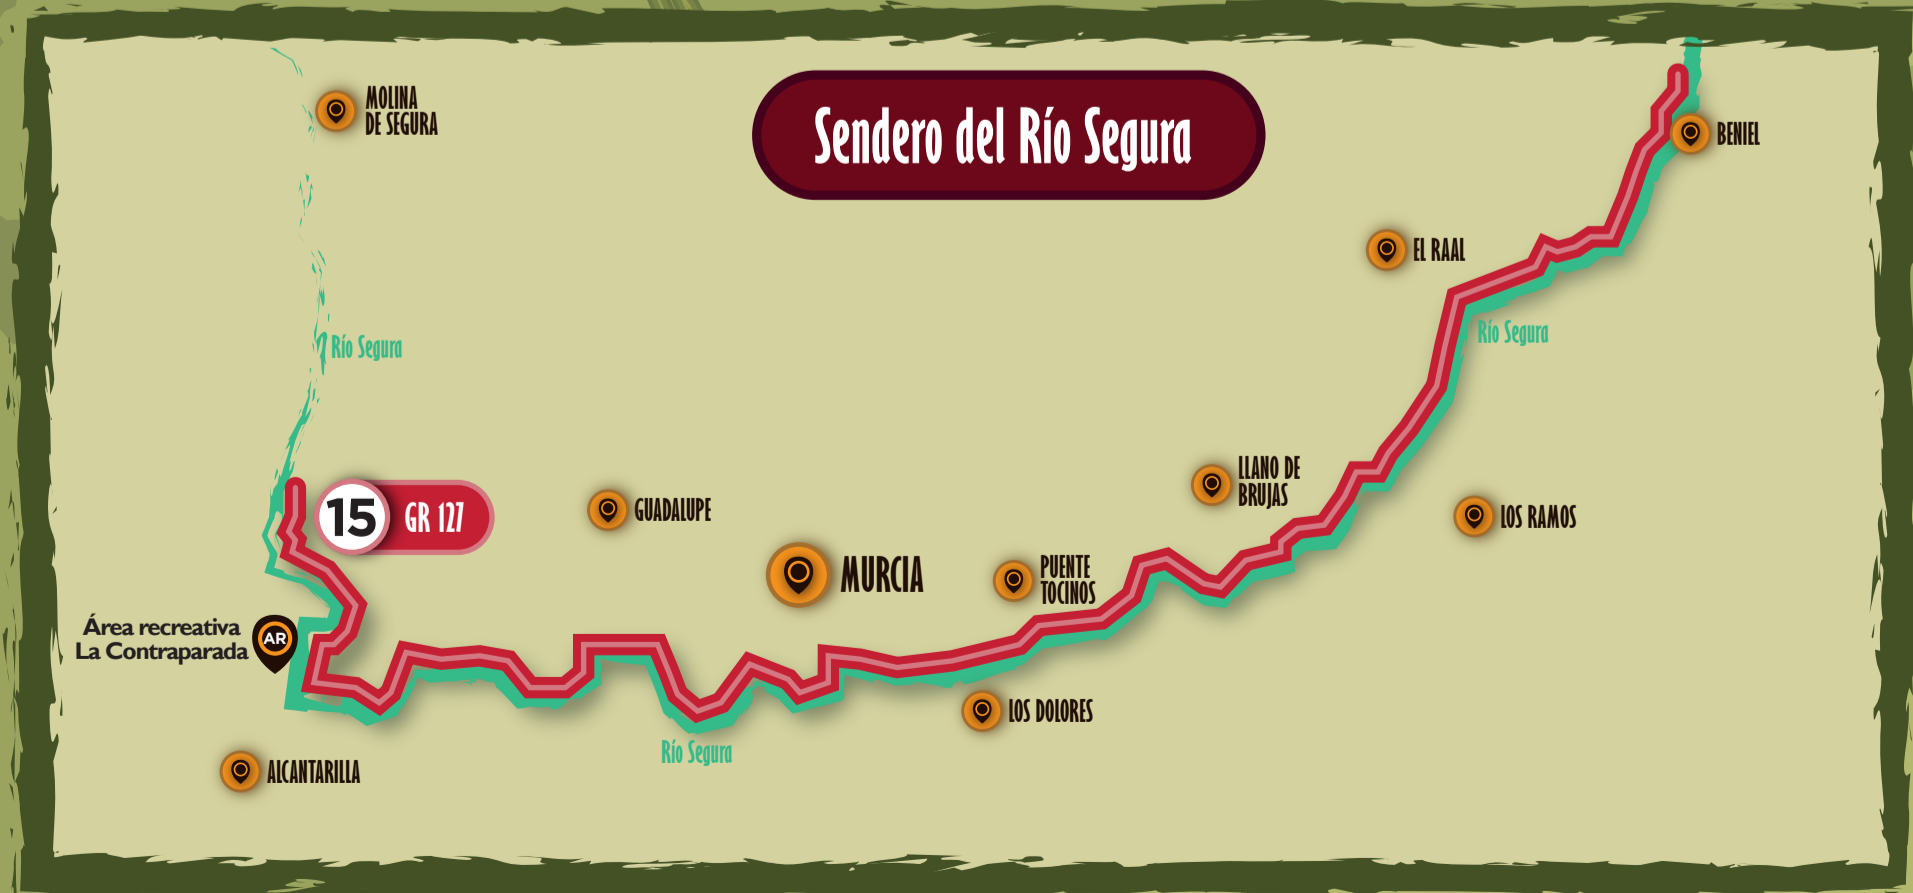 Sendero del Río Segura
MOLINA
DE SEGURA
BENIEL
EL RAAL
Río Segura
Río Segura
LLANO DE
BRUJAS
15
GR 127
GUADALUPE
LOS RAMOS
MURCIA
PUENTE
TOCINOS
Área recreativa
La Contraparada
AR
LOS DOLORES
Río Segura
ALCANTARILLA